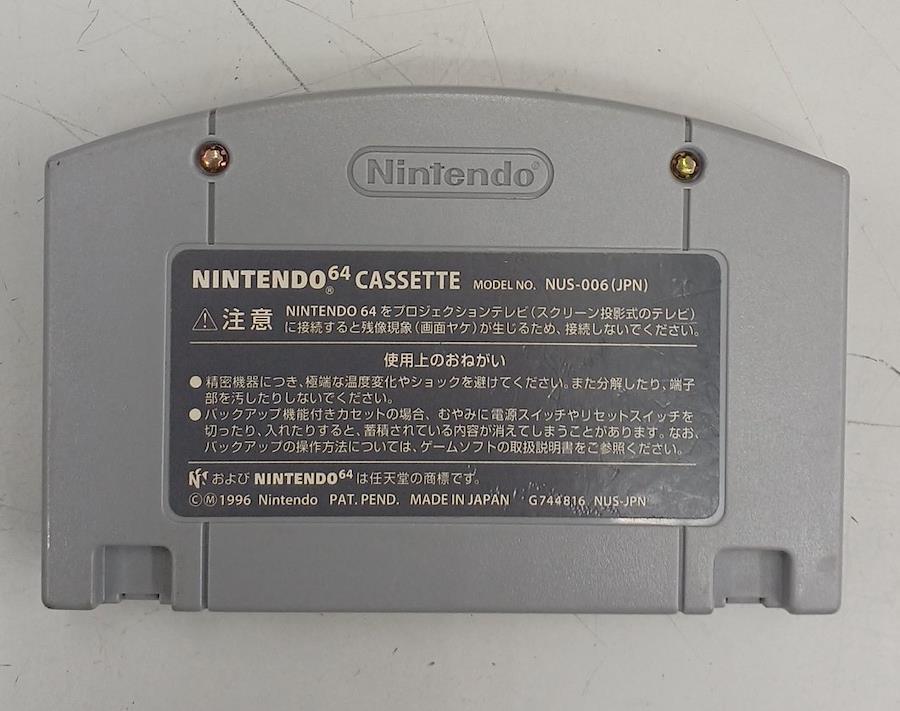 Nintendo®
NINTENDO⁶⁴® CASSETTE MODEL NO. NUS-006(JPN)
⚠注意 NINTENDO 64をプロジェクションテレビ(スクリーン投影式のテレビ)
に接続すると残像現象(画面ヤケ)が生じるため、接続しないでください。
使用上のおねがい
●精密機器につき、極端な温度変化やショックを避けてください。また分解したり、端子
部を汚したりしないでください。
●バックアップ機能付きカセットの場合、むやみに電源スイッチやリセットスイッチを
切ったり、入れたりすると、蓄積されている内容が消えてしまうことがあります。なお、
バックアップの操作方法については、ゲームソフトの取扱説明書をご参照ください。
および NINTENDO⁶⁴ は任天堂の商標です。
ⒸⓂ1996 Nintendo PAT. PEND. MADE IN JAPAN G744816 NUS-JPN